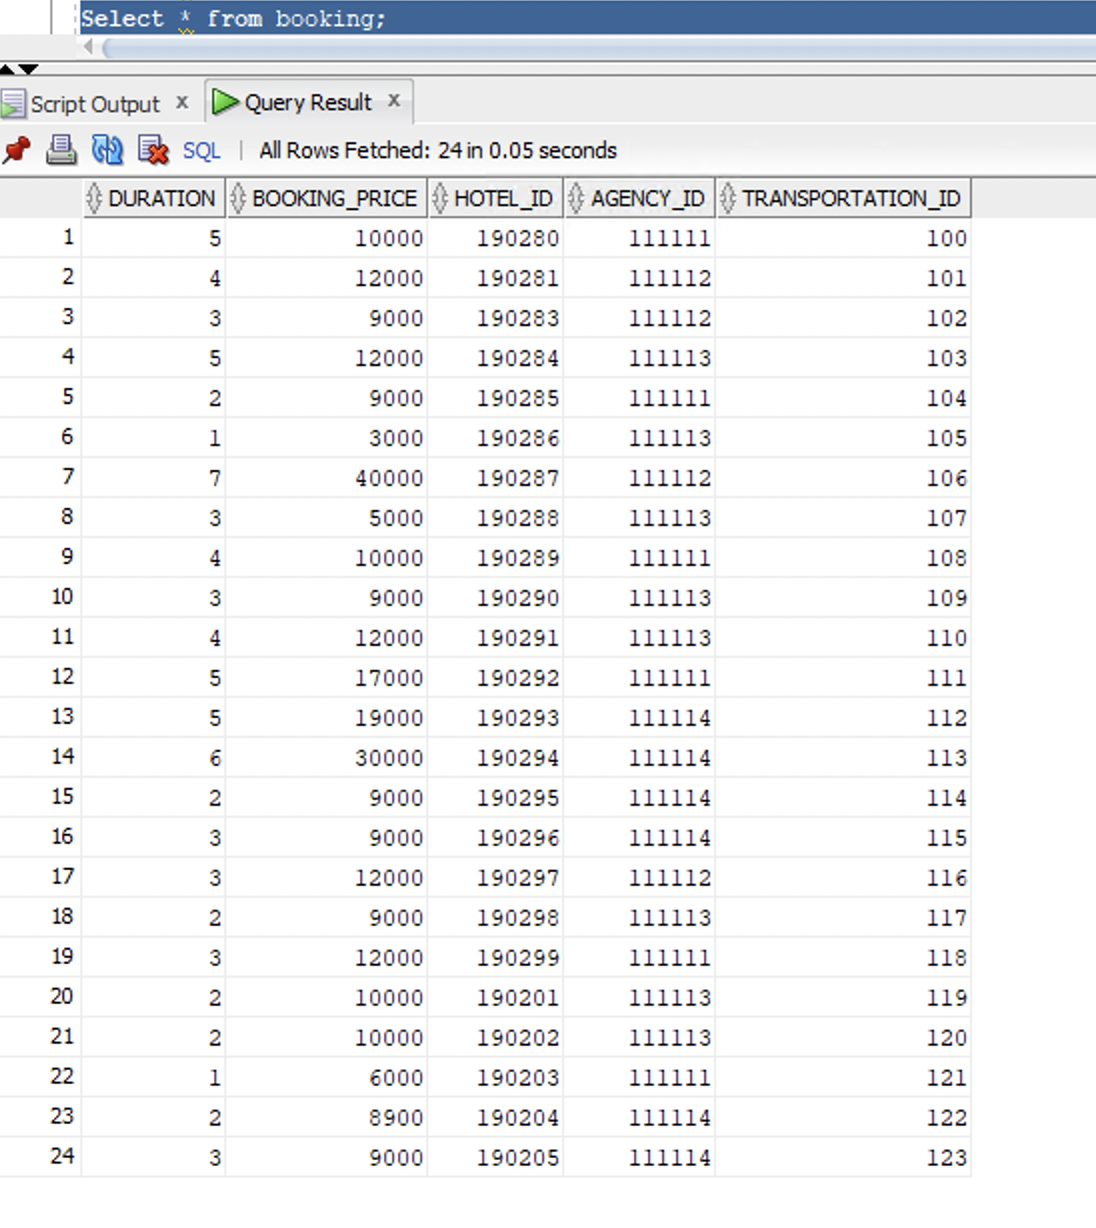 Select * from booking;
Script Output x Query Result x
SQL | All Rows Fetched: 24 in 0.05 seconds
DURATION BOOKING_PRICE HOTEL_ID AGENCY_ID TRANSPORTATION_ID
1 5 10000 190280 111111 100
2 4 12000 190281 111112 101
3 3 9000 190283 111112 102
4 5 12000 190284 111113 103
5 2 9000 190285 111111 104
6 1 3000 190286 111113 105
7 7 40000 190287 111112 106
8 3 5000 190288 111113 107
9 4 10000 190289 111111 108
10 3 9000 190290 111113 109
11 4 12000 190291 111113 110
12 5 17000 190292 111111 111
13 5 19000 190293 111114 112
14 6 30000 190294 111114 113
15 2 9000 190295 111114 114
16 3 9000 190296 111114 115
17 3 12000 190297 111112 116
18 2 9000 190298 111113 117
19 3 12000 190299 111111 118
20 2 10000 190201 111113 119
21 2 10000 190202 111113 120
22 1 6000 190203 111111 121
23 2 8900 190204 111114 122
24 3 9000 190205 111114 123